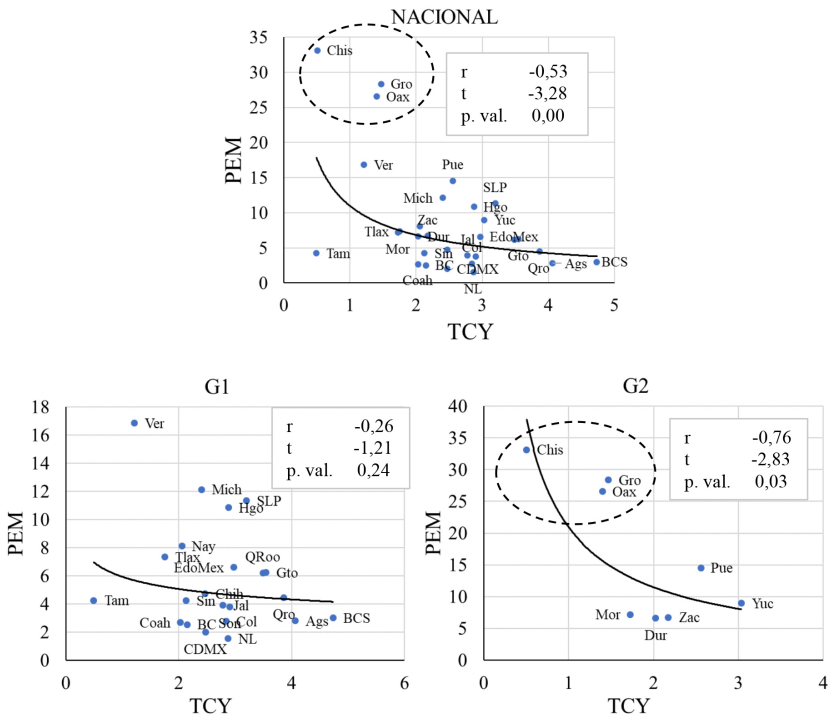 NACIONAL
PEM
35
30
25
20
15
10
5
0
Chis
Gro
Oax
r -0,53
t -3,28
p. val. 0,00
Ver
Pue
Mich
SLP
Hgo
Zac
Yuc
Tlax
Dur
Jal
EdoMex
Tam
Mor
Sin
Col
Gto
BC
CDMX
Qro
Ags
BCS
Coah
NL
0 1 2 3 4 5
TCY
G1
PEM
18
16
14
12
10
8
6
4
2
0
r -0,26
t -1,21
p. val. 0,24
Ver
Mich
SLP
Hgo
Nay
Tlax
QRoo
EdoMex
Gto
Tam
Chih
Sin
Jal
Coah
BC
Son
Col
Qro
Ags
BCS
CDMX
NL
0 2 4 6
TCY
G2
PEM
40
35
30
25
20
15
10
5
0
r -0,76
t -2,83
p. val. 0,03
Chis
Gro
Oax
Pue
Yuc
Mor
Zac
Dur
0 1 2 3 4
TCY